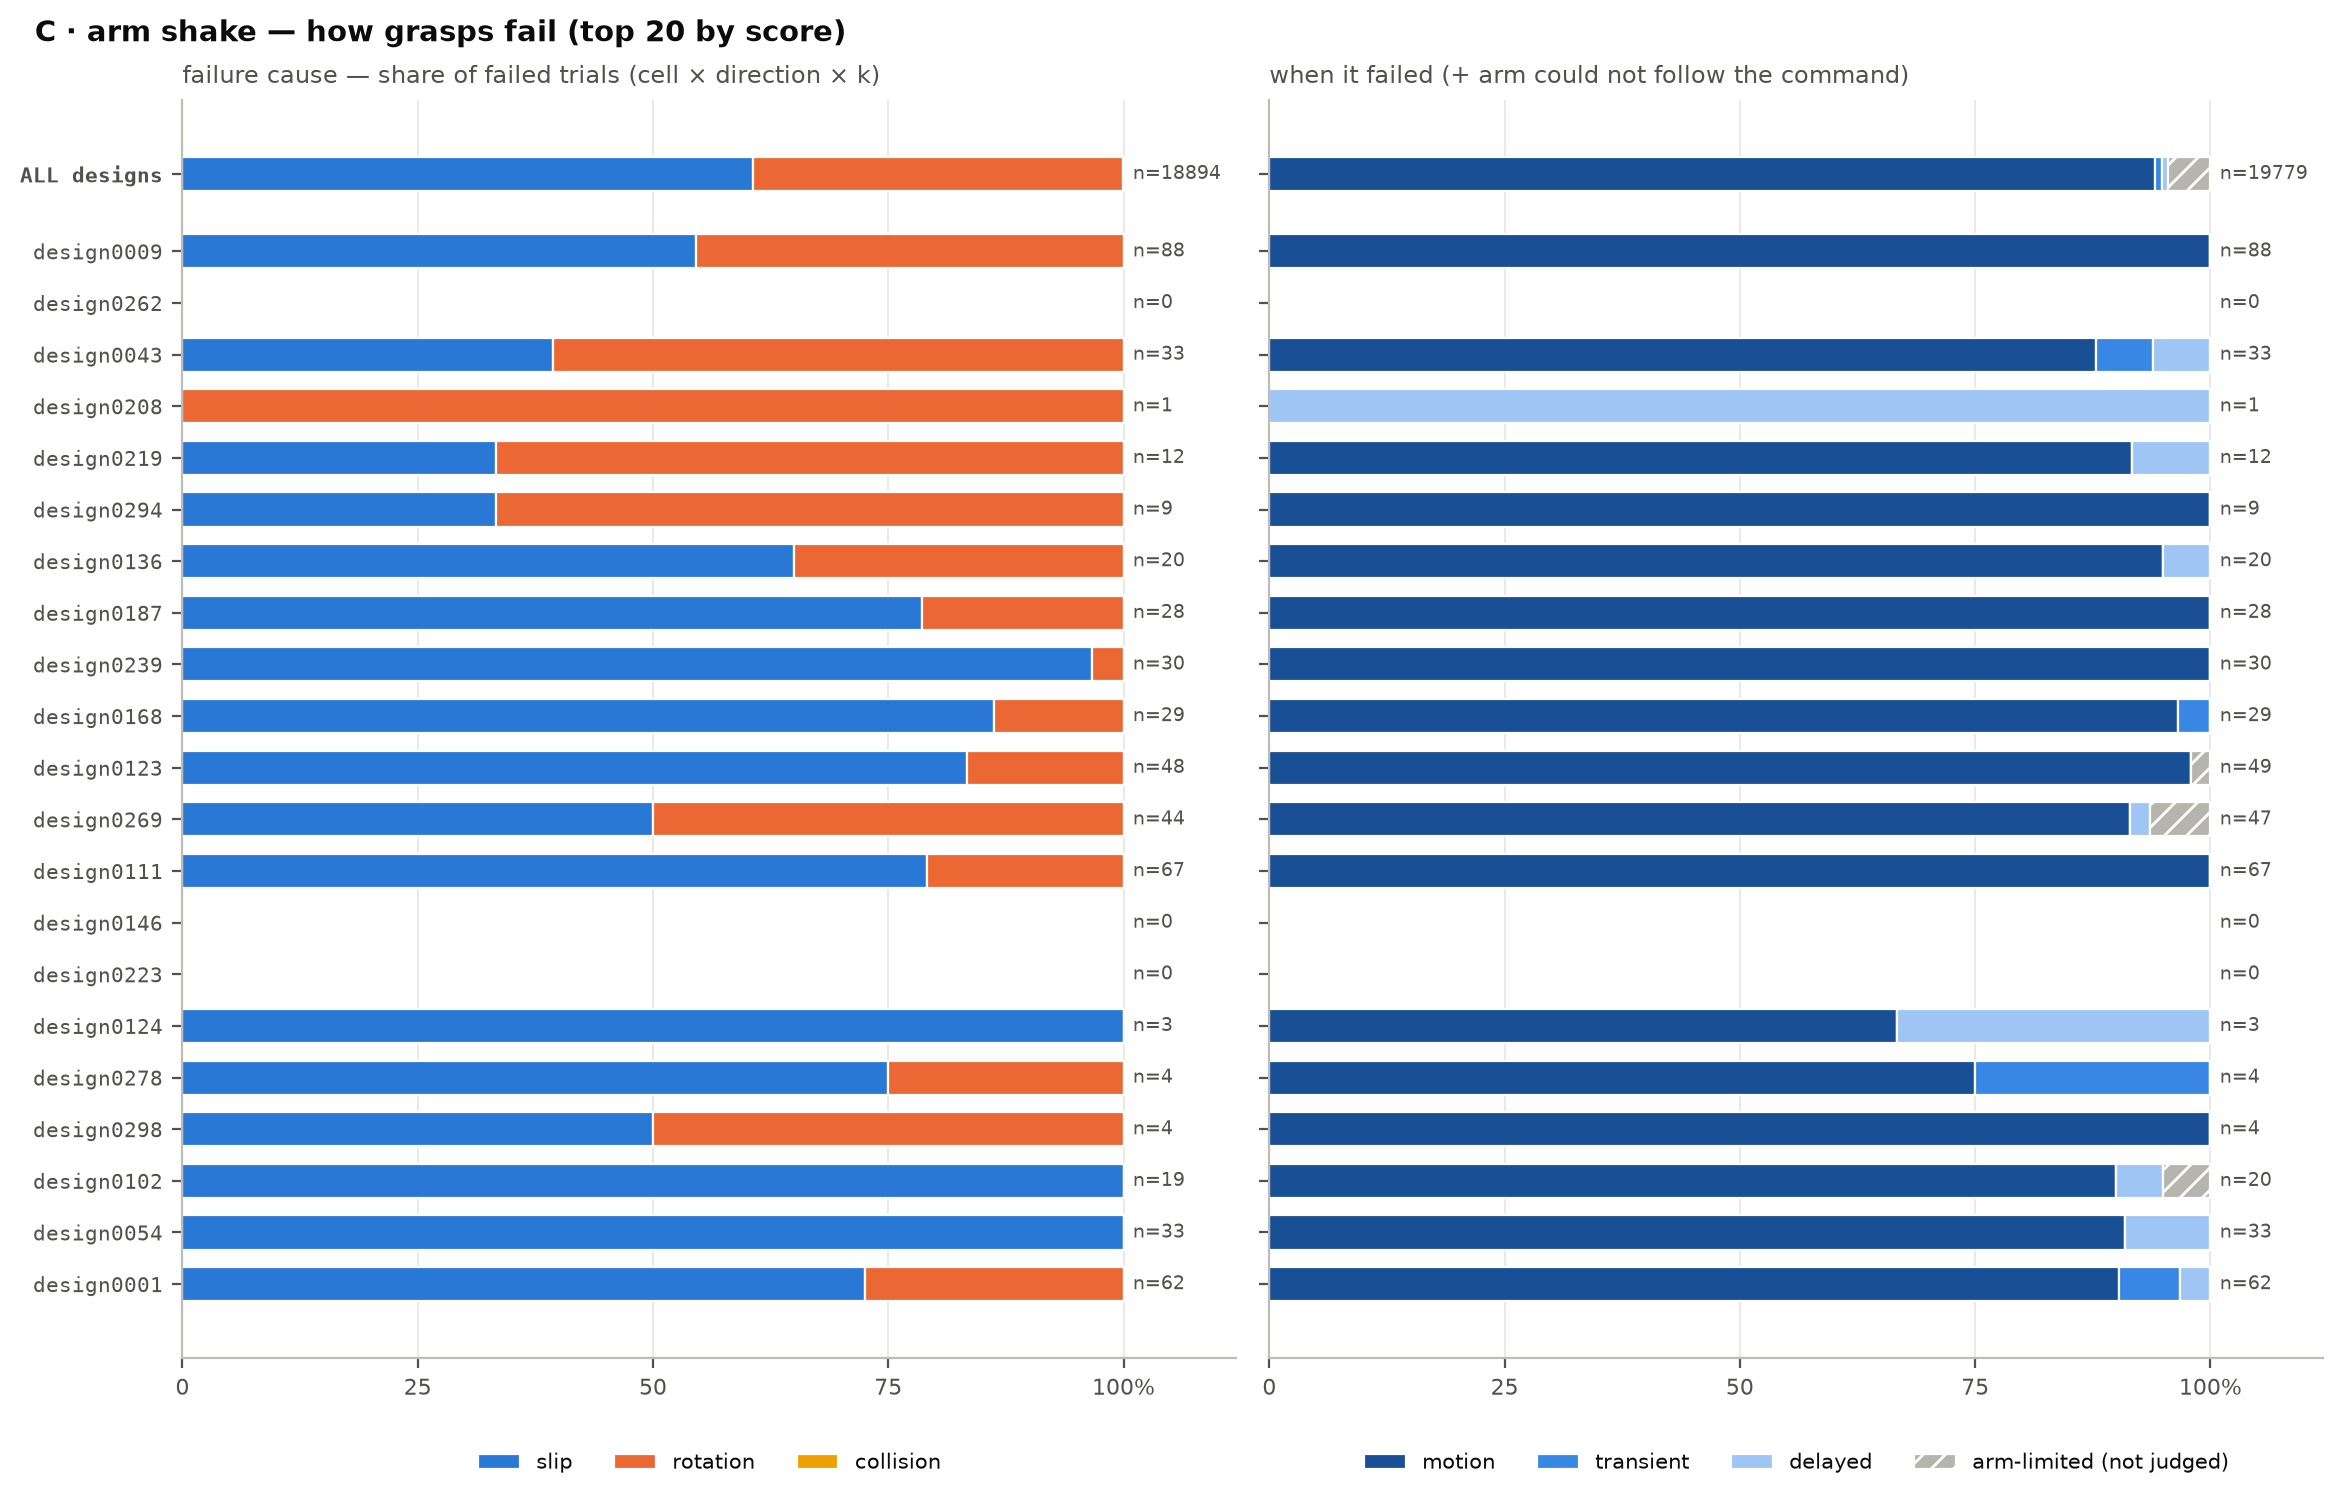 C · arm shake — how grasps fail (top 20 by score)
failure cause — share of failed trials (cell × direction × k)
when it failed (+ arm could not follow the command)
ALL designs n=18894 n=19779
design0009 n=88 n=88
design0262 n=0 n=0
design0043 n=33 n=33
design0208 n=1 n=1
design0219 n=12 n=12
design0294 n=9 n=9
design0136 n=20 n=20
design0187 n=28 n=28
design0239 n=30 n=30
design0168 n=29 n=29
design0123 n=48 n=49
design0269 n=44 n=47
design0111 n=67 n=67
design0146 n=0 n=0
design0223 n=0 n=0
design0124 n=3 n=3
design0278 n=4 n=4
design0298 n=4 n=4
design0102 n=19 n=20
design0054 n=33 n=33
design0001 n=62 n=62
0 25 50 75 100% 0 25 50 75 100%
slip rotation collision motion transient delayed arm-limited (not judged)